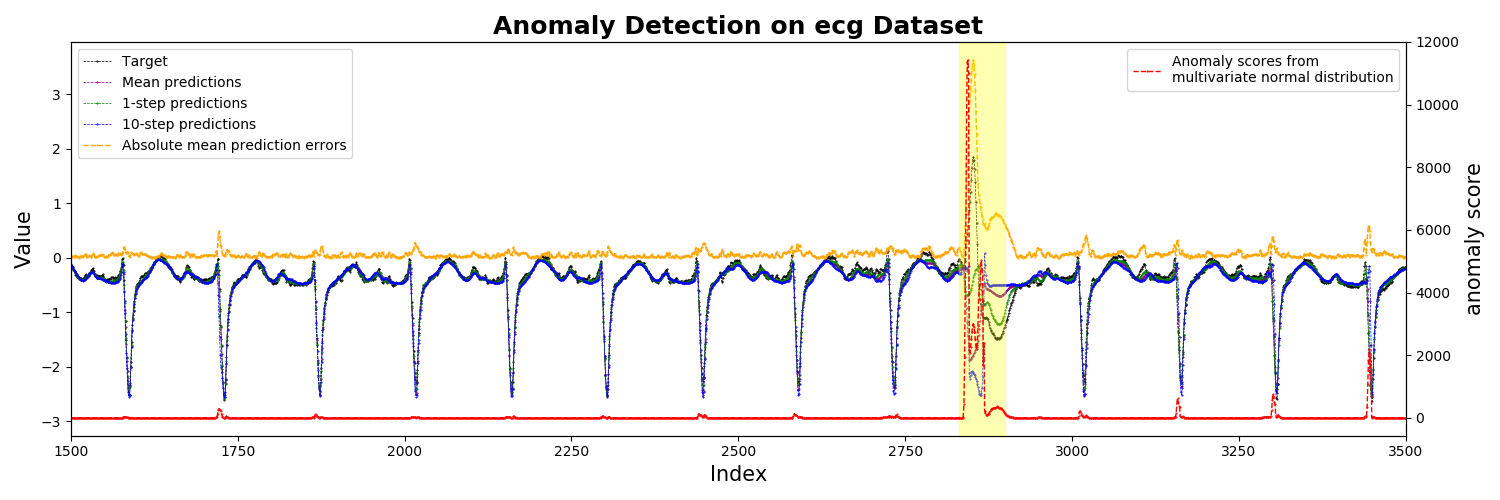 Anomaly Detection on ecg Dataset
Target
Mean predictions
1-step predictions
10-step predictions
Absolute mean prediction errors
Anomaly scores from
multivariate normal distribution
Value
3
2
1
0
−1
−2
−3
12000
10000
8000
6000
4000
2000
0
anomaly score
1500 1750 2000 2250 2500 2750 3000 3250 3500
Index